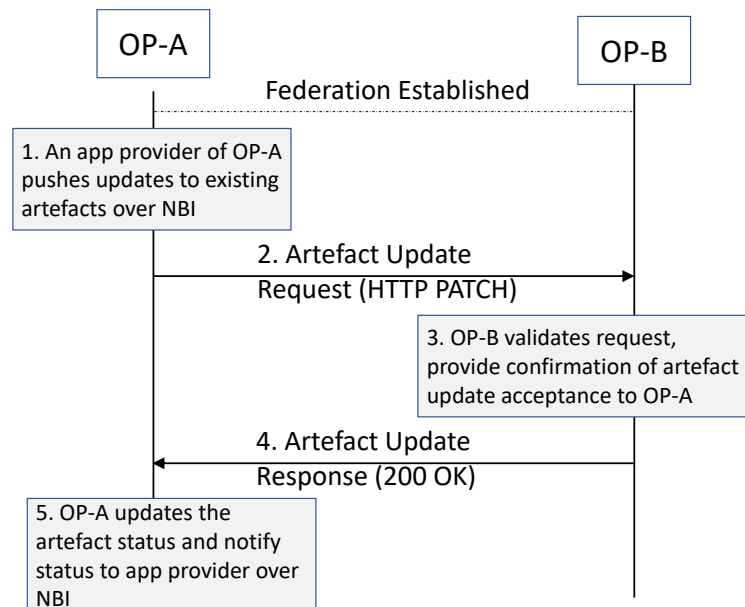 OP-A
OP-B
Federation Established
1. An app provider of OP-A
pushes updates to existing
artefacts over NBI
2. Artefact Update
Request (HTTP PATCH)
3. OP-B validates request,
provide confirmation of artefact
update acceptance to OP-A
4. Artefact Update
Response (200 OK)
5. OP-A updates the
artefact status and notify
status to app provider over
NBI